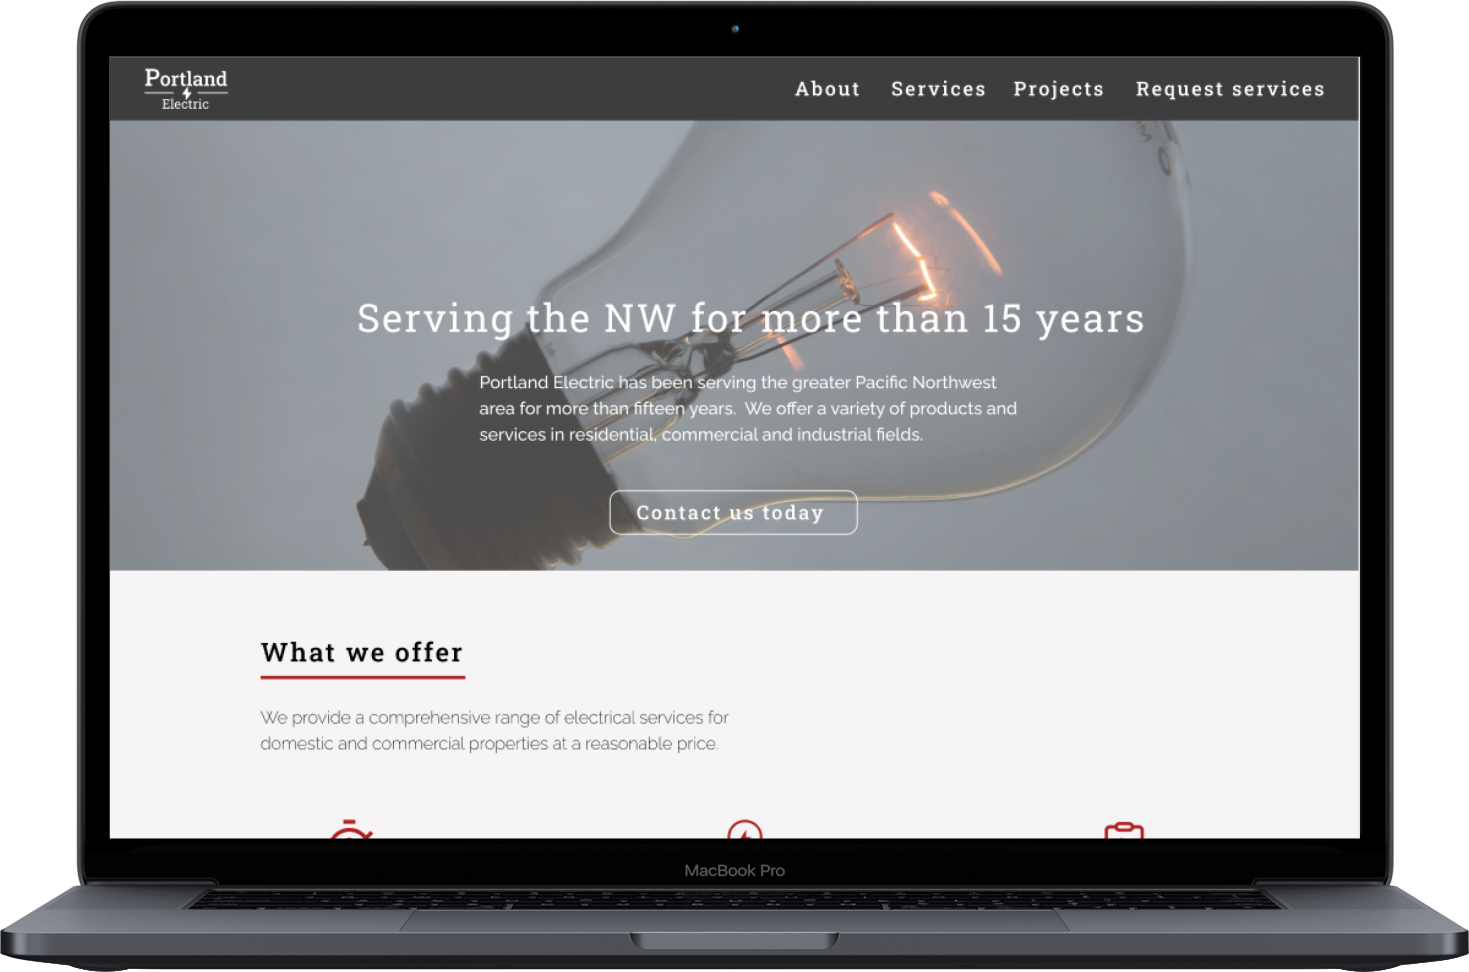 Portland
Electric
About Services Projects Request services
Serving the NW for more than 15 years
Portland Electric has been serving the greater Pacific Northwest
area for more than fifteen years. We offer a variety of products and
services in residential, commercial and industrial fields.
Contact us today
What we offer
We provide a comprehensive range of electrical services for
domestic and commercial properties at a reasonable price.
MacBook Pro